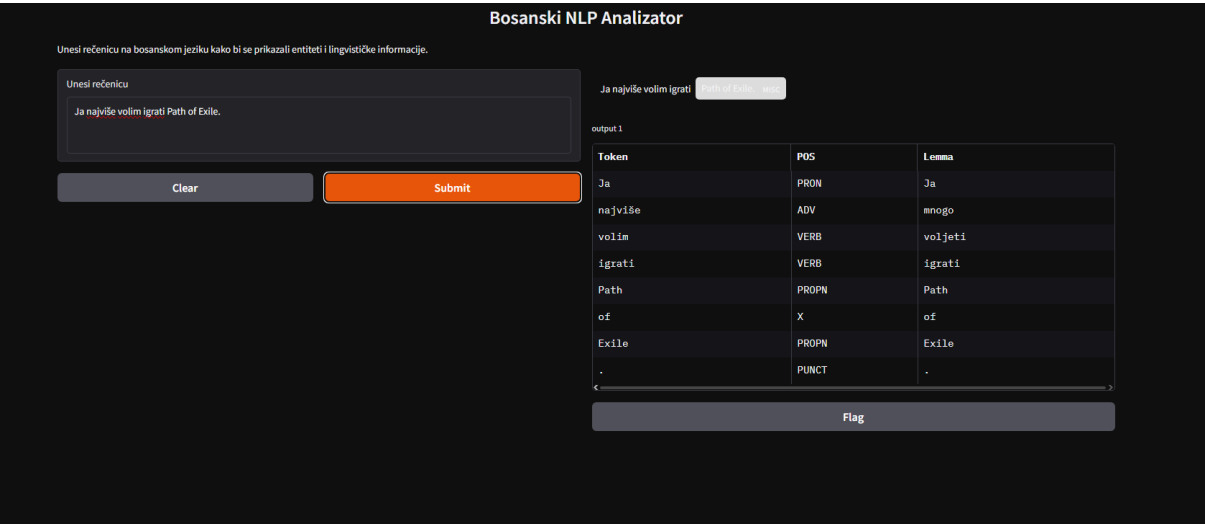 Bosanski NLP Analizator
Unesi rečenicu na bosanskom jeziku kako bi se prikazali entiteti i lingvističke informacije.
Unesi rečenicu
Ja najviše volim igrati Path of Exile.
Clear
Submit
Ja najviše volim igrati Path of Exile. MISC
output 1
Token POS Lemma
Ja PRON Ja
najviše ADV mnogo
volim VERB voljeti
igrati VERB igrati
Path PROPN Path
of X of
Exile PROPN Exile
. PUNCT .
Flag